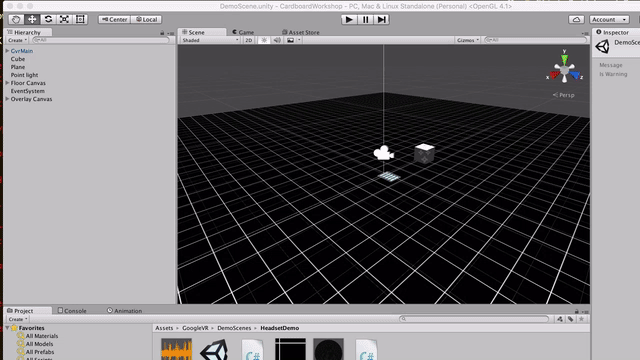 DemoScene.unity - CardboardWorkshop - PC, Mac & Linux Standalone (Personal) <OpenGL 4.1>
Center Local Account
Hierarchy Scene Game Asset Store Inspector
Create All Shaded 2D Gizmos All
GvrMain
Cube
Plane
Point light
Floor Canvas
EventSystem
Overlay Canvas
DemoSce
Message
Is Warning
y
x z
Persp
Project Console Animation
Create
Favorites
All Materials
All Models
All Prefabs
Assets GoogleVR DemoScenes HeadsetDemo
C# C#